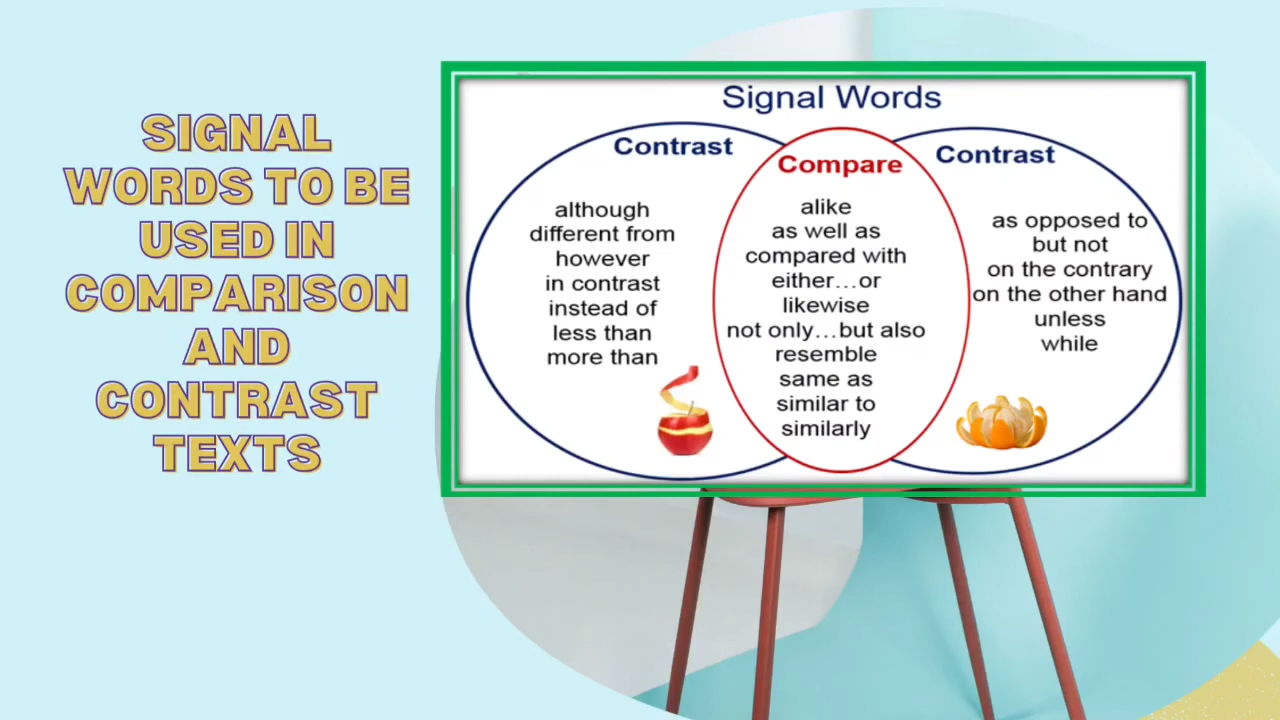 SIGNAL
WORDS TO BE
USED IN
COMPARISON
AND
CONTRAST
TEXTS
Signal Words
Contrast
although
different from
however
in contrast
instead of
less than
more than
Compare
alike
as well as
compared with
either…or
likewise
not only…but also
resemble
same as
similar to
similarly
Contrast
as opposed to
but not
on the contrary
on the other hand
unless
while